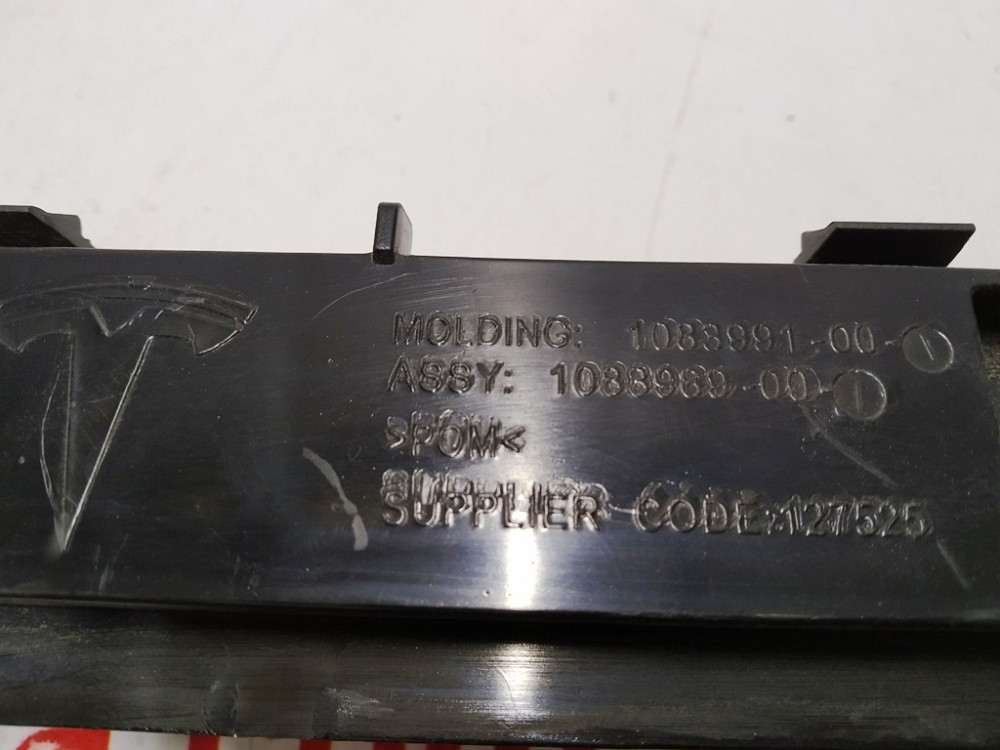 MOLDING: 1088991-00-
ASSY: 1088989-00-
>POM<
SUPPLIER CODE:127525